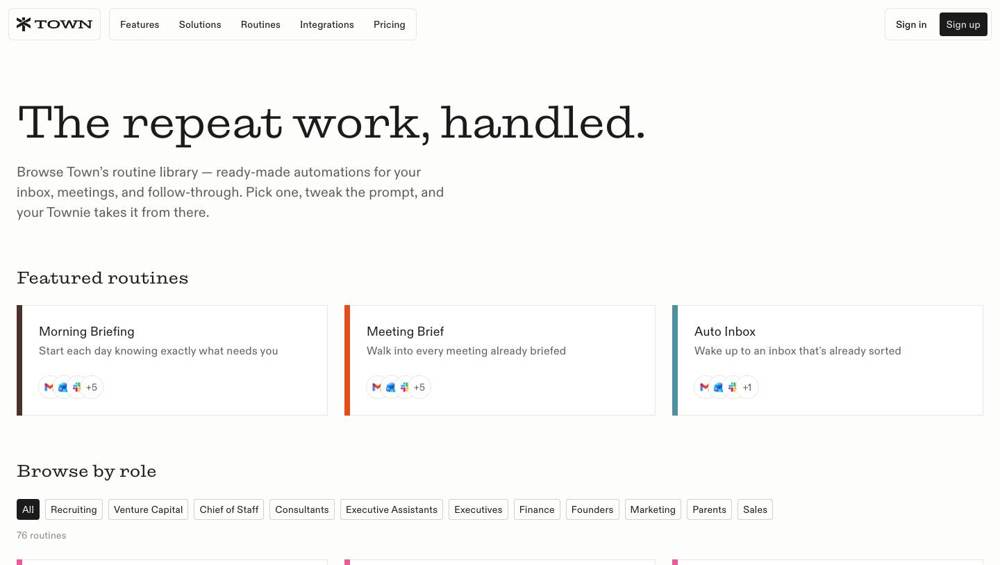 TOWN
Features Solutions Routines Integrations Pricing
Sign in Sign up
The repeat work, handled.
Browse Town’s routine library — ready-made automations for your
inbox, meetings, and follow-through. Pick one, tweak the prompt, and
your Townie takes it from there.
Featured routines
Morning Briefing
Start each day knowing exactly what needs you
+5
Meeting Brief
Walk into every meeting already briefed
+5
Auto Inbox
Wake up to an inbox that’s already sorted
+1
Browse by role
All Recruiting Venture Capital Chief of Staff Consultants Executive Assistants Executives Finance Founders Marketing Parents Sales
76 routines